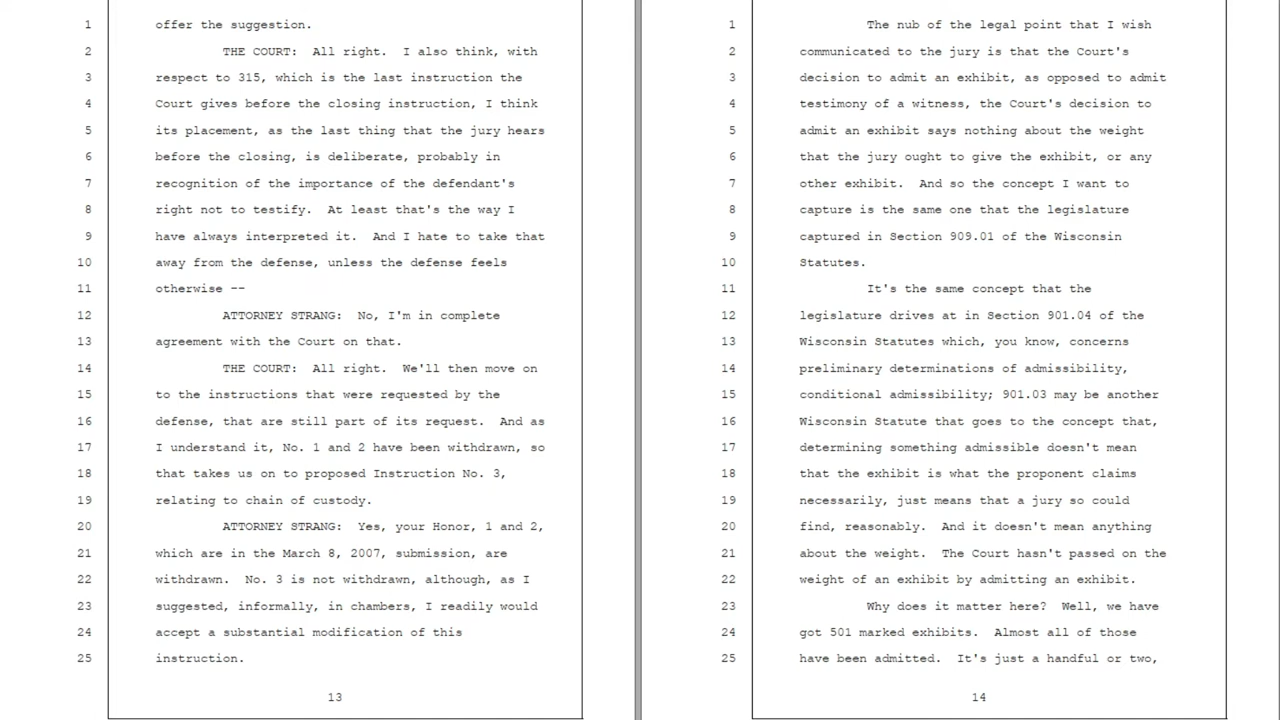 1 offer the suggestion.
2 THE COURT: All right. I also think, with
3 respect to 315, which is the last instruction the
4 Court gives before the closing instruction, I think
5 its placement, as the last thing that the jury hears
6 before the closing, is deliberate, probably in
7 recognition of the importance of the defendant's
8 right not to testify. At least that's the way I
9 have always interpreted it. And I hate to take that
10 away from the defense, unless the defense feels
11 otherwise --
12 ATTORNEY STRANG: No, I'm in complete
13 agreement with the Court on that.
14 THE COURT: All right. We'll then move on
15 to the instructions that were requested by the
16 defense, that are still part of its request. And as
17 I understand it, No. 1 and 2 have been withdrawn, so
18 that takes us on to proposed Instruction No. 3,
19 relating to chain of custody.
20 ATTORNEY STRANG: Yes, your Honor, 1 and 2,
21 which are in the March 8, 2007, submission, are
22 withdrawn. No. 3 is not withdrawn, although, as I
23 suggested, informally, in chambers, I readily would
24 accept a substantial modification of this
25 instruction.
13
1 The nub of the legal point that I wish
2 communicated to the jury is that the Court's
3 decision to admit an exhibit, as opposed to admit
4 testimony of a witness, the Court's decision to
5 admit an exhibit says nothing about the weight
6 that the jury ought to give the exhibit, or any
7 other exhibit. And so the concept I want to
8 capture is the same one that the legislature
9 captured in Section 909.01 of the Wisconsin
10 Statutes.
11 It's the same concept that the
12 legislature drives at in Section 901.04 of the
13 Wisconsin Statutes which, you know, concerns
14 preliminary determinations of admissibility,
15 conditional admissibility; 901.03 may be another
16 Wisconsin Statute that goes to the concept that,
17 determining something admissible doesn't mean
18 that the exhibit is what the proponent claims
19 necessarily, just means that a jury so could
20 find, reasonably. And it doesn't mean anything
21 about the weight. The Court hasn't passed on the
22 weight of an exhibit by admitting an exhibit.
23 Why does it matter here? Well, we have
24 got 501 marked exhibits. Almost all of those
25 have been admitted. It's just a handful or two,
14